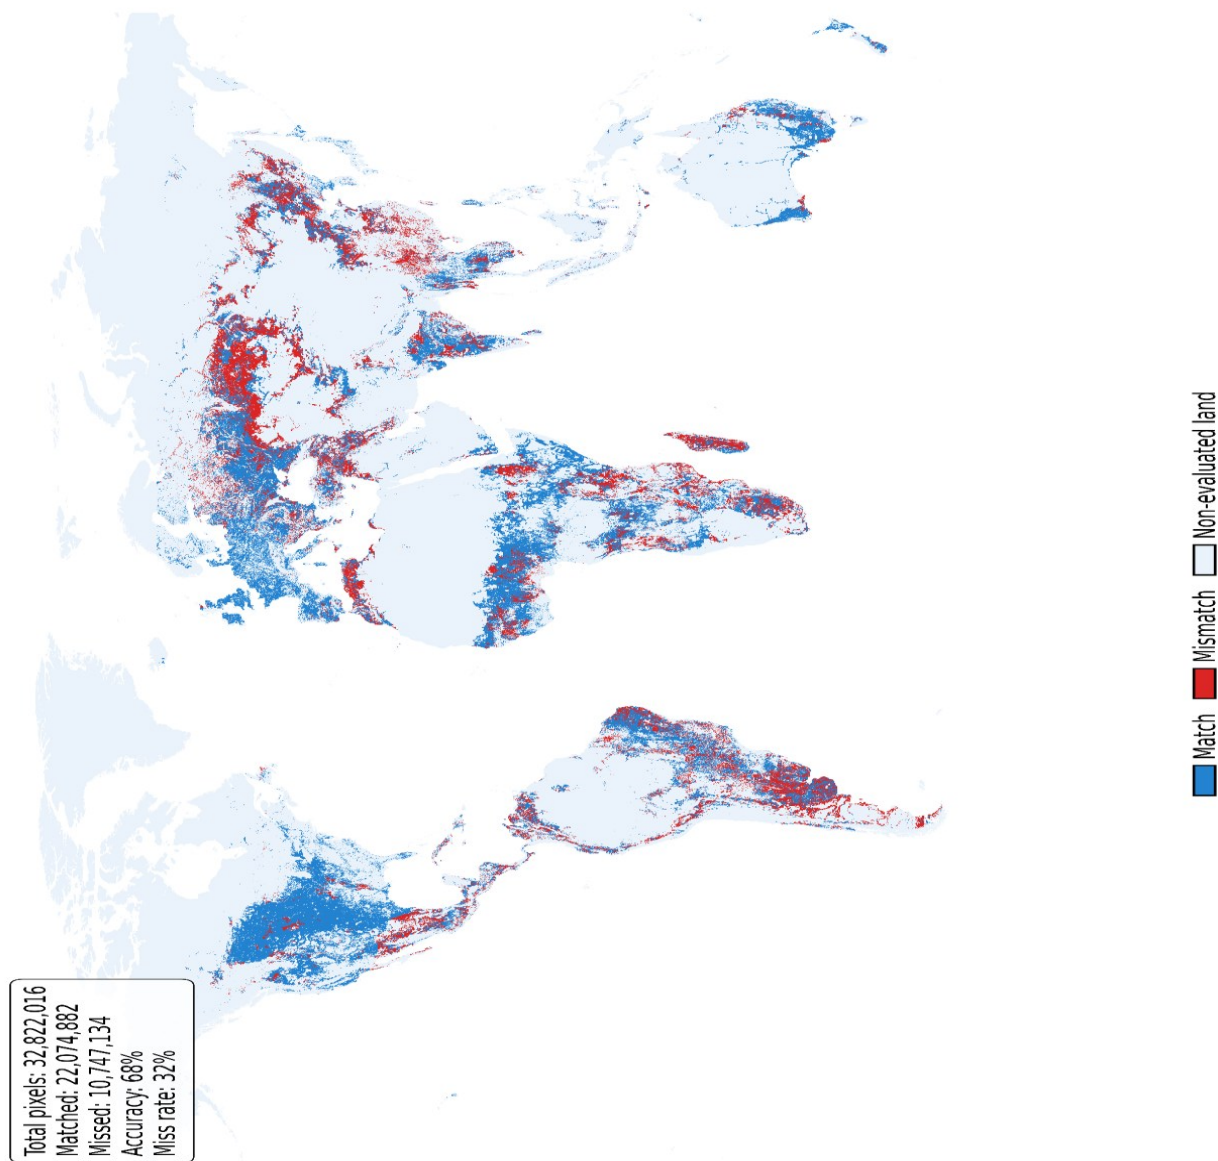 Total pixels: 32,822,016
Matched: 22,074,882
Missed: 10,747,134
Accuracy: 68%
Miss rate: 32%
Match
Mismatch
Non-evaluated land